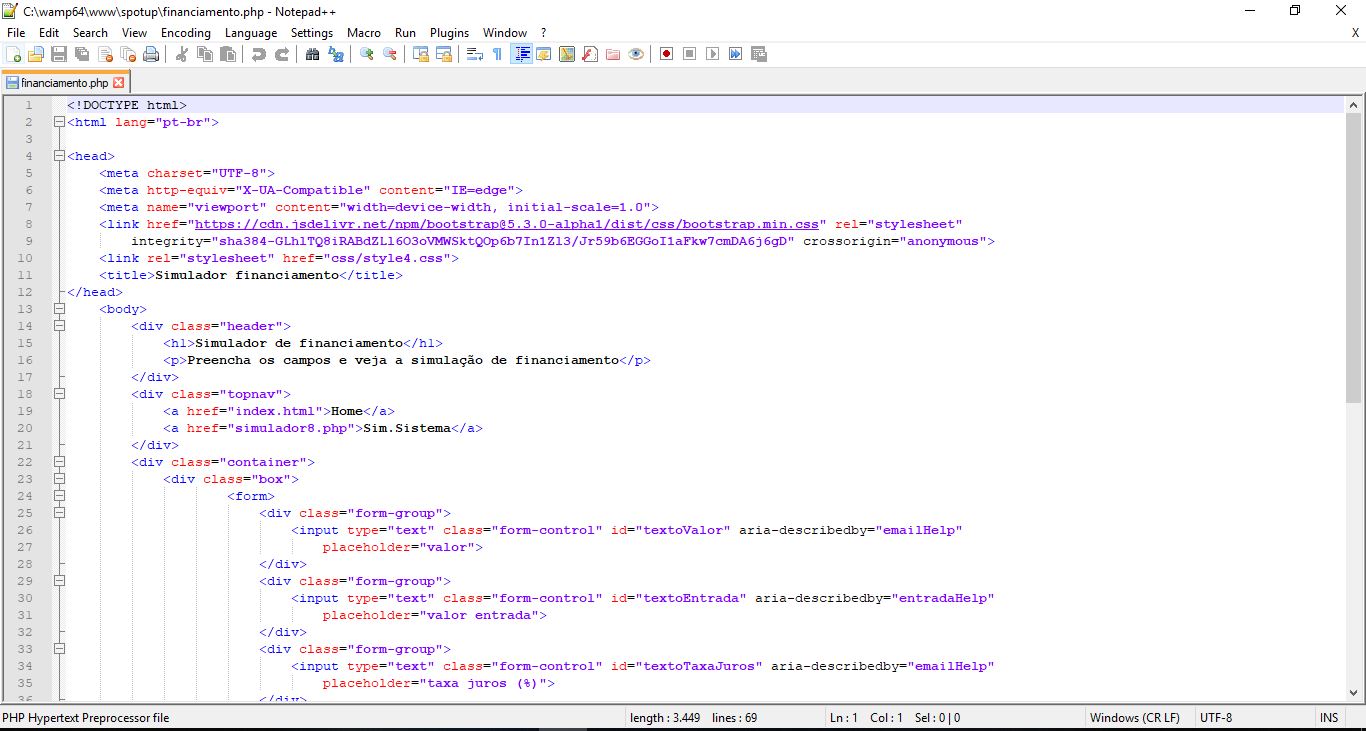 C:\wamp64\www\spotup\financiamento.php - Notepad++
File Edit Search View Encoding Language Settings Macro Run Plugins Window ? X
financiamento.php
1 <!DOCTYPE html>
2 <html lang="pt-br">
3
4 <head>
5 <meta charset="UTF-8">
6 <meta http-equiv="X-UA-Compatible" content="IE=edge">
7 <meta name="viewport" content="width=device-width, initial-scale=1.0">
8 <link href="https://cdn.jsdelivr.net/npm/bootstrap@5.3.0-alpha1/dist/css/bootstrap.min.css" rel="stylesheet"
9 integrity="sha384-GLhlTQ8iRABdZLl6O3oVMWSktQOp6b7In1Zl3/Jr59b6EGGoI1aFkw7cmDA6j6gD" crossorigin="anonymous">
10 <link rel="stylesheet" href="css/style4.css">
11 <title>Simulador financiamento</title>
12 </head>
13 <body>
14 <div class="header">
15 <h1>Simulador de financiamento</h1>
16 <p>Preencha os campos e veja a simulação de financiamento</p>
17 </div>
18 <div class="topnav">
19 <a href="index.html">Home</a>
20 <a href="simulador8.php">Sim.Sistema</a>
21 </div>
22 <div class="container">
23 <div class="box">
24 <form>
25 <div class="form-group">
26 <input type="text" class="form-control" id="textoValor" aria-describedby="emailHelp"
27 placeholder="valor">
28 </div>
29 <div class="form-group">
30 <input type="text" class="form-control" id="textoEntrada" aria-describedby="entradaHelp"
31 placeholder="valor entrada">
32 </div>
33 <div class="form-group">
34 <input type="text" class="form-control" id="textoTaxaJuros" aria-describedby="emailHelp"
35 placeholder="taxa juros (%)">
36 </div>
PHP Hypertext Preprocessor file length : 3.449 lines : 69 Ln : 1 Col : 1 Sel : 0 | 0 Windows (CR LF) UTF-8 INS